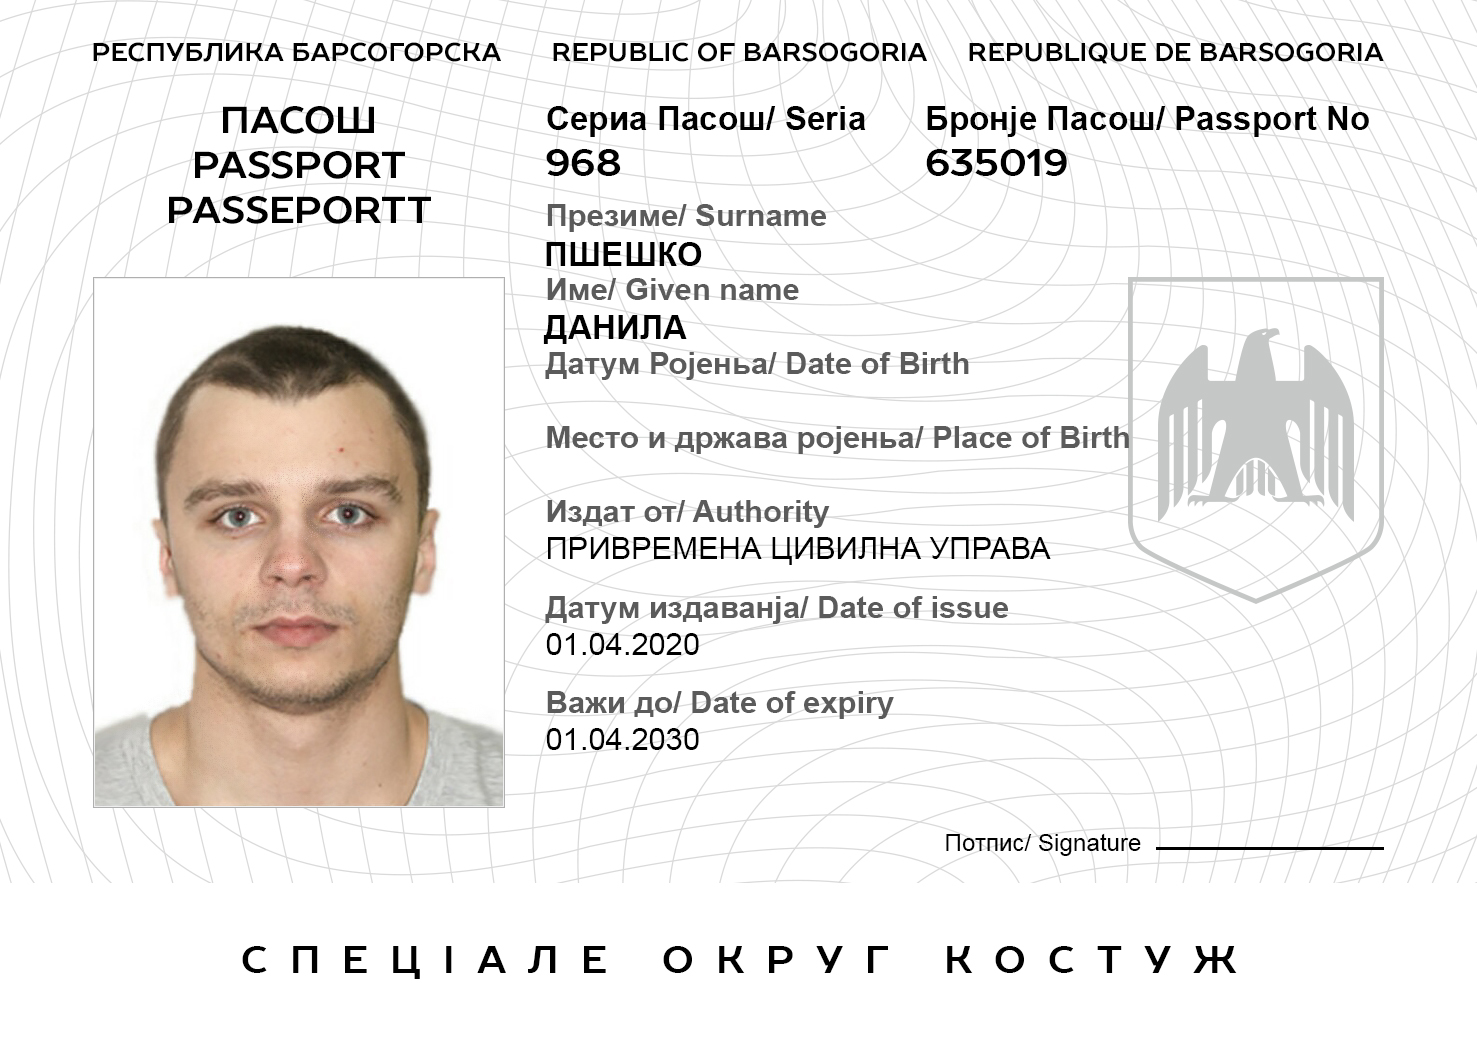 РЕСПУБЛИКА БАРСОГОРСКА REPUBLIC OF BARSOGORIA REPUBLIQUE DE BARSOGORIA
ПАСОШ
PASSPORT
PASSEPORTT
Сериа Пасош/ Seria Бронје Пасош/ Passport No
968 635019
Презиме/ Surname
ПШЕШКО
Име/ Given name
ДАНИЛА
Датум Ројења/ Date of Birth
Место и држава ројења/ Place of Birth
Издат от/ Authority
ПРИВРЕМЕНА ЦИВИЛНА УПРАВА
Датум издаванја/ Date of issue
01.04.2020
Важи до/ Date of expiry
01.04.2030
Потпис/ Signature
СПЕЦІАЛЕ ОКРУГ КОСТУЖ